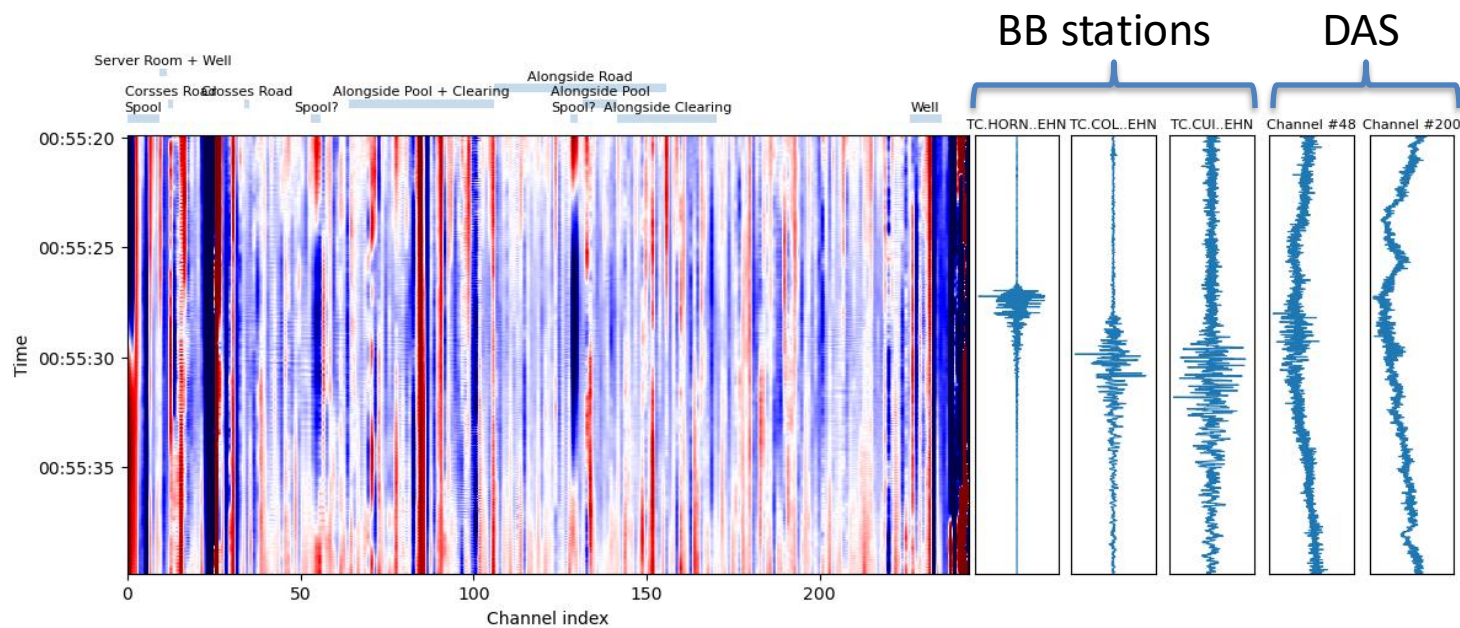 BB stations
DAS
Server Room + Well
Alongside Road
Corsses Road
Crosses Road
Alongside Pool + Clearing
Alongside Pool
Spool
Spool?
Spool?
Alongside Clearing
Well
TC.HORN..EHN
TC.COL..EHN
TC.CUI..EHN
Channel #48
Channel #200
00:55:20
00:55:25
00:55:30
00:55:35
Time
0
50
100
150
200
Channel index